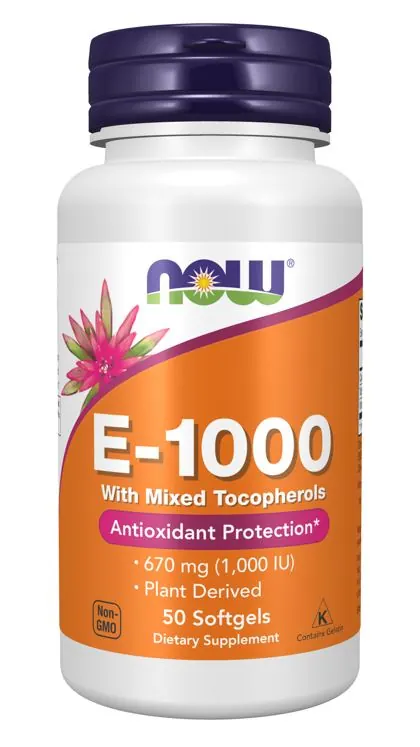 NOW®
E-1000
With Mixed Tocopherols
Antioxidant Protection*
• 670 mg (1,000 IU)
• Plant Derived
50 Softgels
Dietary Supplement
Non-
GMO
K
Contains Gelatin